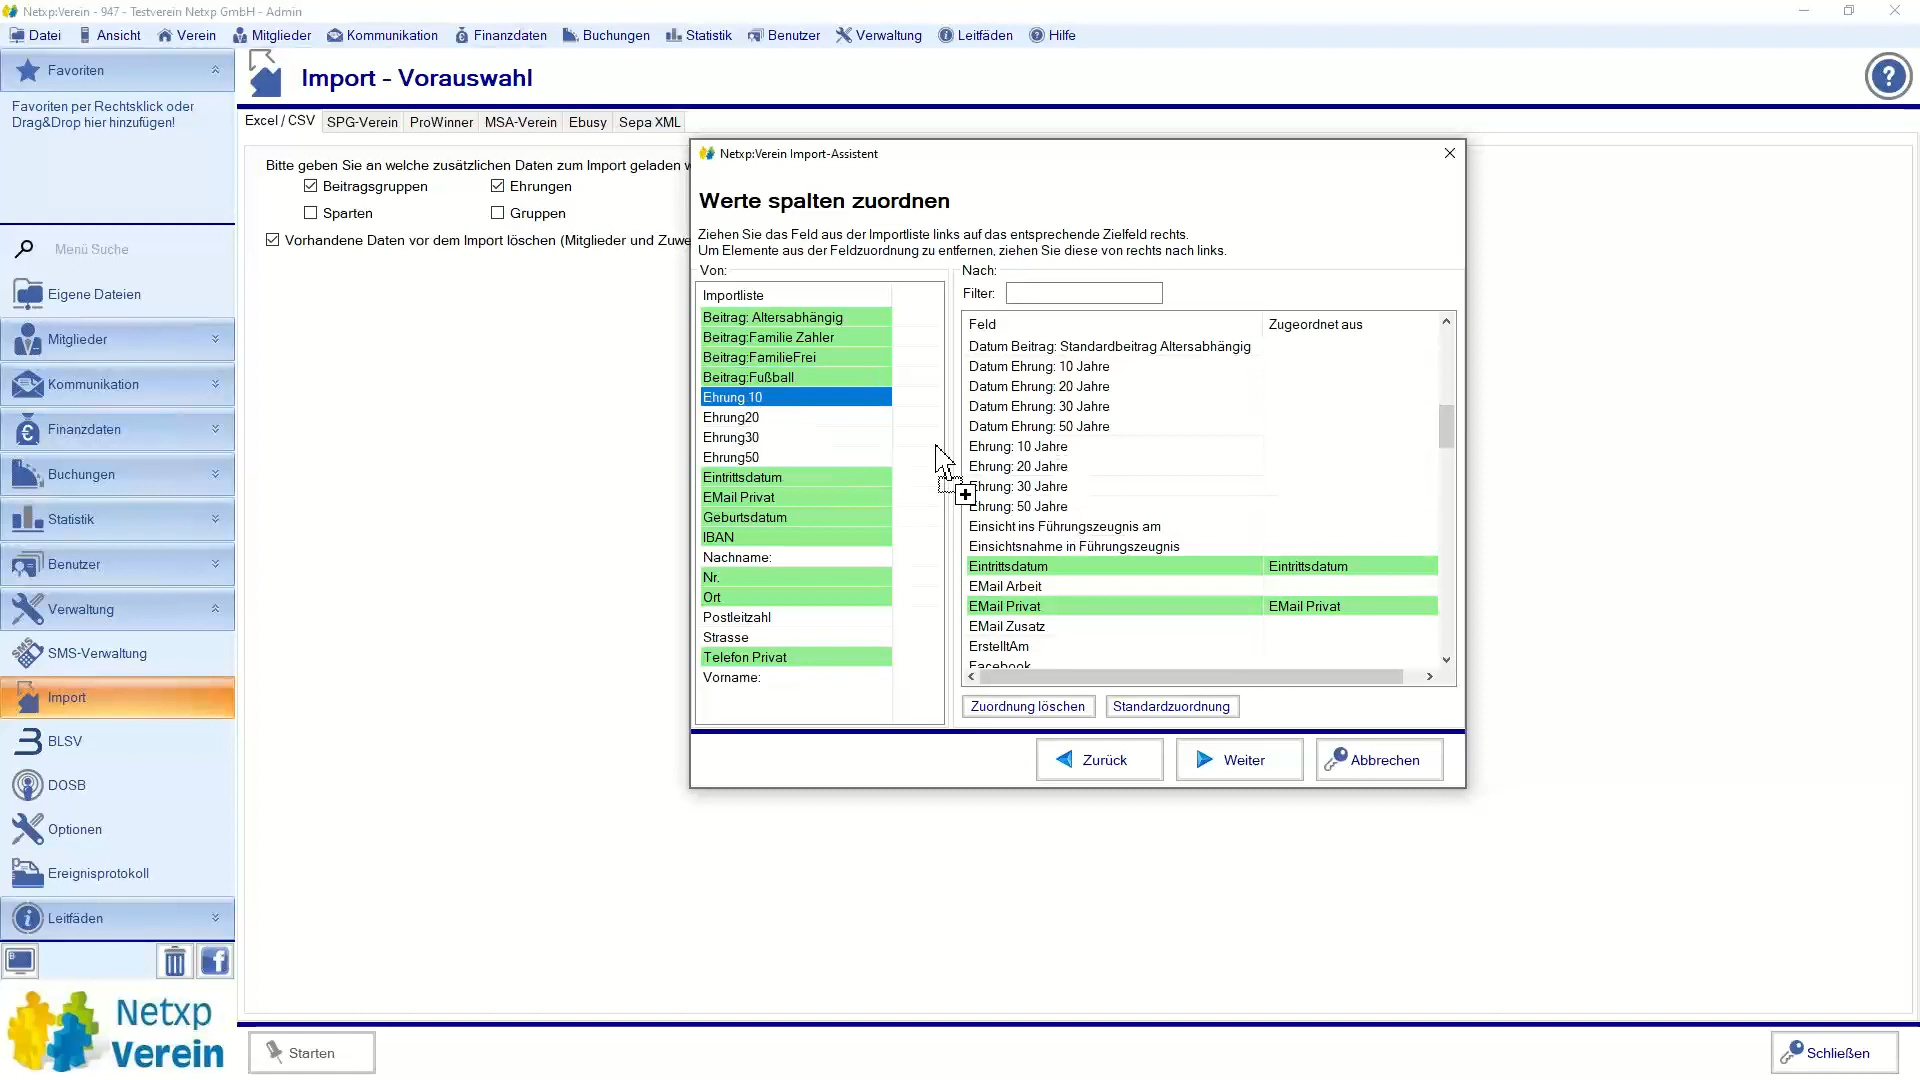 Netxp:Verein - 947 - Testverein Netxp GmbH - Admin
Datei Ansicht Verein Mitglieder Kommunikation Finanzdaten Buchungen Statistik Benutzer Verwaltung Leitfäden Hilfe
Favoriten
Favoriten per Rechtsklick oder
Drag&Drop hier hinzufügen!
Menü Suche
Eigene Dateien
Mitglieder
Kommunikation
Finanzdaten
Buchungen
Statistik
Benutzer
Verwaltung
SMS-Verwaltung
Import
BLSV
DOSB
Optionen
Ereignisprotokoll
Leitfäden
Netxp
Verein
Import - Vorauswahl
Excel / CSV SPG-Verein ProWinner MSA-Verein Ebusy Sepa XML
Bitte geben Sie an welche zusätzlichen Daten zum Import geladen w
Beitragsgruppen Ehrungen
Sparten Gruppen
Vorhandene Daten vor dem Import löschen (Mitglieder und Zuwe
Netxp:Verein Import-Assistent
Werte spalten zuordnen
Ziehen Sie das Feld aus der Importliste links auf das entsprechende Zielfeld rechts.
Um Elemente aus der Feldzuordnung zu entfernen, ziehen Sie diese von rechts nach links.
Von:
Importliste
Beitrag: Altersabhängig
Beitrag:Familie Zahler
Beitrag:FamilieFrei
Beitrag:Fußball
Ehrung 10
Ehrung20
Ehrung30
Ehrung50
Eintrittsdatum
EMail Privat
Geburtsdatum
IBAN
Nachname:
Nr.
Ort
Postleitzahl
Strasse
Telefon Privat
Vorname:
Nach:
Filter:
Feld Zugeordnet aus
Datum Beitrag: Standardbeitrag Altersabhängig
Datum Ehrung: 10 Jahre
Datum Ehrung: 20 Jahre
Datum Ehrung: 30 Jahre
Datum Ehrung: 50 Jahre
Ehrung: 10 Jahre
Ehrung: 20 Jahre
Ehrung: 30 Jahre
Ehrung: 50 Jahre
Einsicht ins Führungszeugnis am
Einsichtsnahme in Führungszeugnis
Eintrittsdatum Eintrittsdatum
EMail Arbeit
EMail Privat EMail Privat
EMail Zusatz
ErstelltAm
Facebook
Zuordnung löschen Standardzuordnung
Zurück Weiter Abbrechen
Starten Schließen